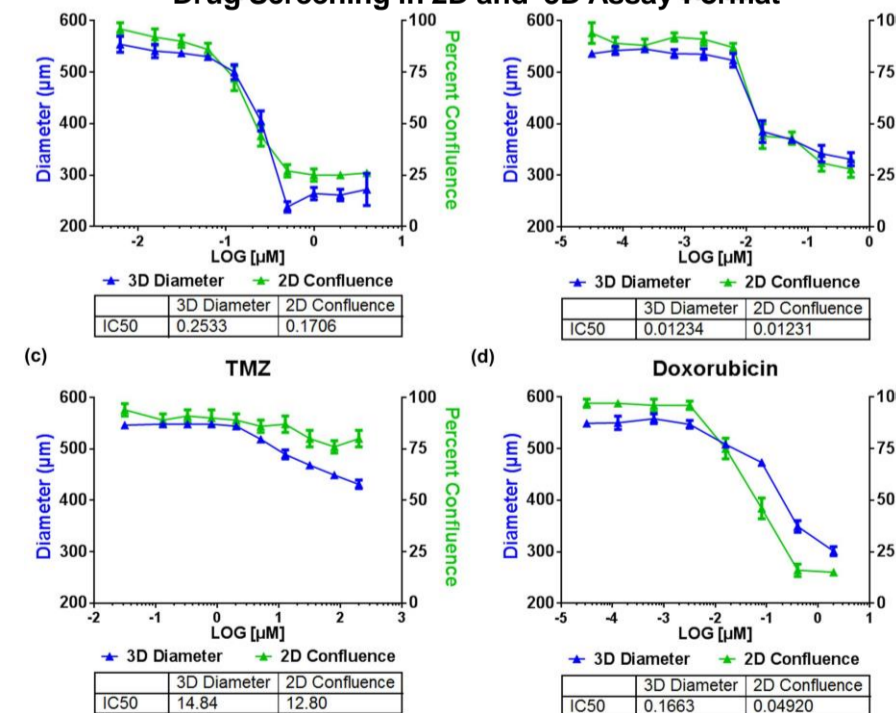 Drug Screening in 2D and 3D Assay Format
600
500
400
300
200
Diameter (µm)
100
75
50
25
0
Percent Confluence
-2 -1 0 1
LOG [µM]
3D Diameter 2D Confluence
3D Diameter 2D Confluence
IC50 0.2533 0.1706
600
500
400
300
200
Diameter (µm)
75
50
25
0
-5 -4 -3 -2 -1 0
LOG [µM]
3D Diameter 2D Confluence
3D Diameter 2D Confluence
IC50 0.01234 0.01231
(c)
TMZ
600
500
400
300
200
Diameter (µm)
100
75
50
25
0
Percent Confluence
-2 -1 0 1 2 3
LOG [µM]
3D Diameter 2D Confluence
3D Diameter 2D Confluence
IC50 14.84 12.80
(d)
Doxorubicin
600
500
400
300
200
Diameter (µm)
75
50
25
0
-5 -4 -3 -2 -1 0 1
LOG [µM]
3D Diameter 2D Confluence
3D Diameter 2D Confluence
IC50 0.1663 0.04920